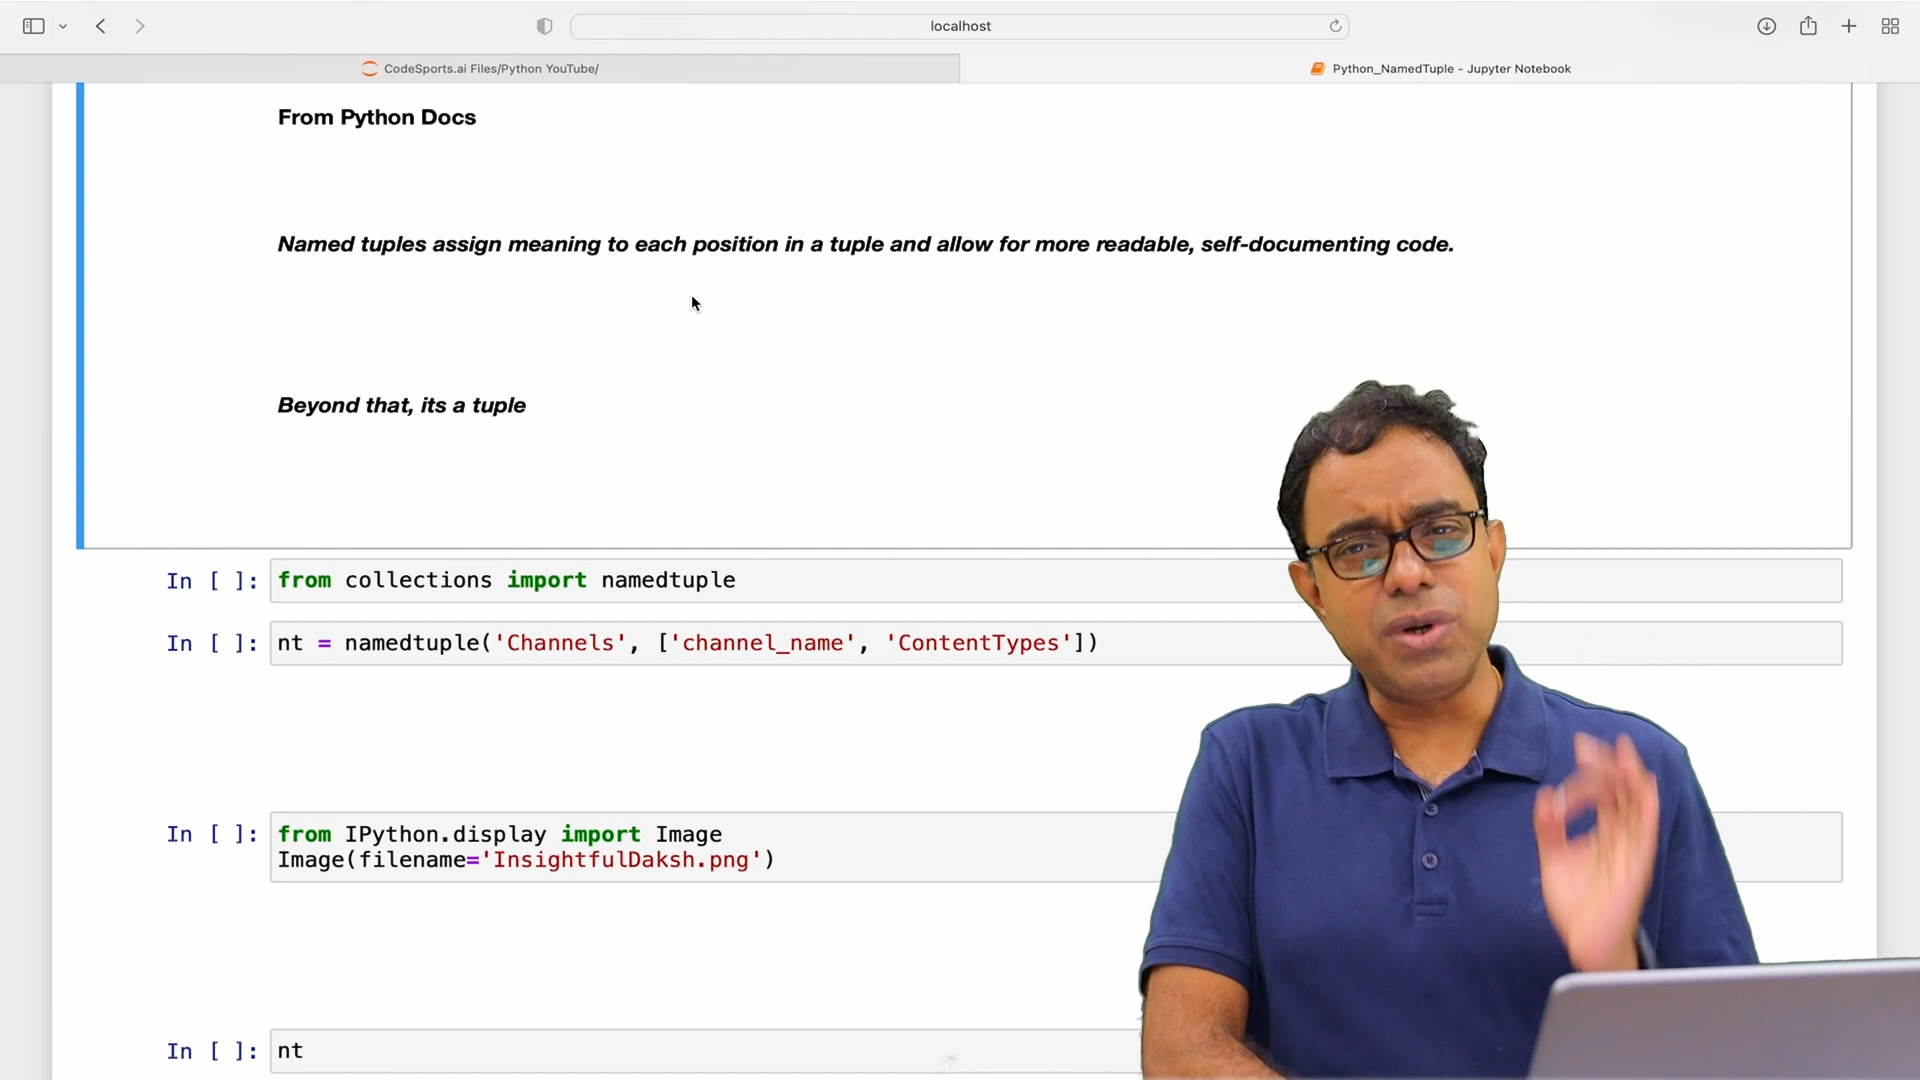 localhost
CodeSports.ai Files/Python YouTube/
Python_NamedTuple - Jupyter Notebook
From Python Docs
Named tuples assign meaning to each position in a tuple and allow for more readable, self-documenting code.
Beyond that, its a tuple
In [ ]: from collections import namedtuple
In [ ]: nt = namedtuple('Channels', ['channel_name', 'ContentTypes'])
In [ ]: from IPython.display import Image
Image(filename='InsightfulDaksh.png')
In [ ]: nt